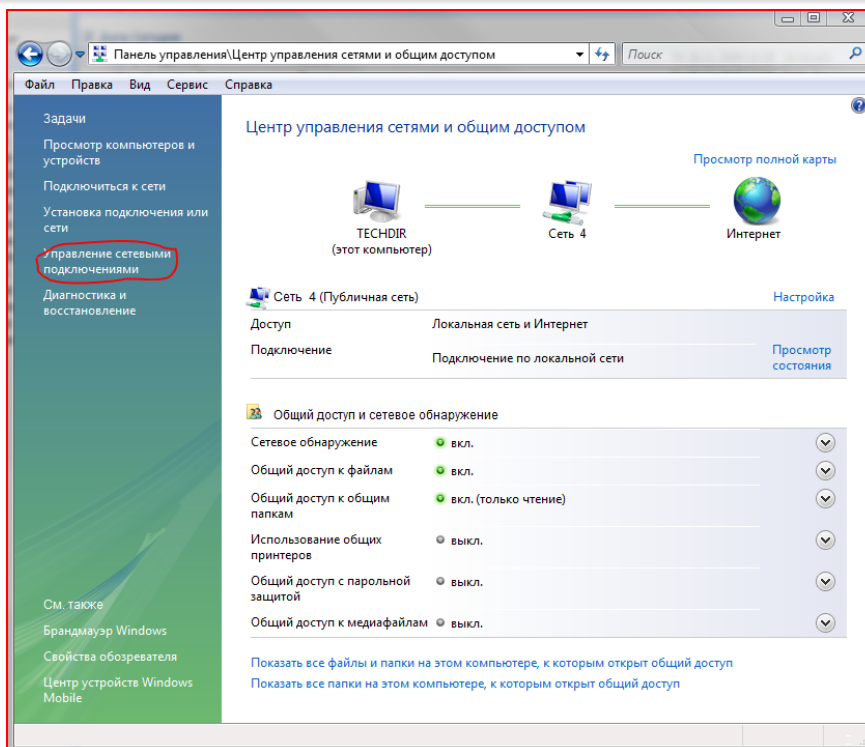 Панель управления\Центр управления сетями и общим доступом
Поиск
Файл Правка Вид Сервис Справка
Задачи
Просмотр компьютеров и
устройств
Подключиться к сети
Установка подключения или
сети
Управление сетевыми
подключениями
Диагностика и
восстановление
См. также
Брандмауэр Windows
Свойства обозревателя
Центр устройств Windows
Mobile
Центр управления сетями и общим доступом
Просмотр полной карты
TECHDIR
(этот компьютер)
Сеть 4
Интернет
Сеть 4 (Публичная сеть)
Настройка
Доступ
Локальная сеть и Интернет
Подключение
Подключение по локальной сети
Просмотр
состояния
Общий доступ и сетевое обнаружение
Сетевое обнаружение
вкл.
Общий доступ к файлам
вкл.
Общий доступ к общим
папкам
вкл. (только чтение)
Использование общих
принтеров
выкл.
Общий доступ с парольной
защитой
выкл.
Общий доступ к медиафайлам
выкл.
Показать все файлы и папки на этом компьютере, к которым открыт общий доступ
Показать все папки на этом компьютере, к которым открыт общий доступ